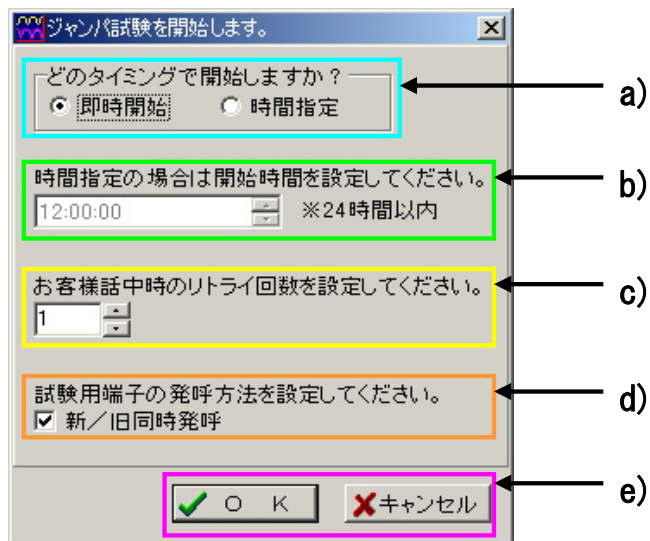 ジャンパ試験を開始します。
どのタイミングで開始しますか？
即時開始 時間指定
a)
時間指定の場合は開始時間を設定してください。
12:00:00 ※24時間以内
b)
お客様話中時のリトライ回数を設定してください。
1
c)
試験用端子の発呼方法を設定してください。
新／旧同時発呼
d)
ＯＫ キャンセル
e)